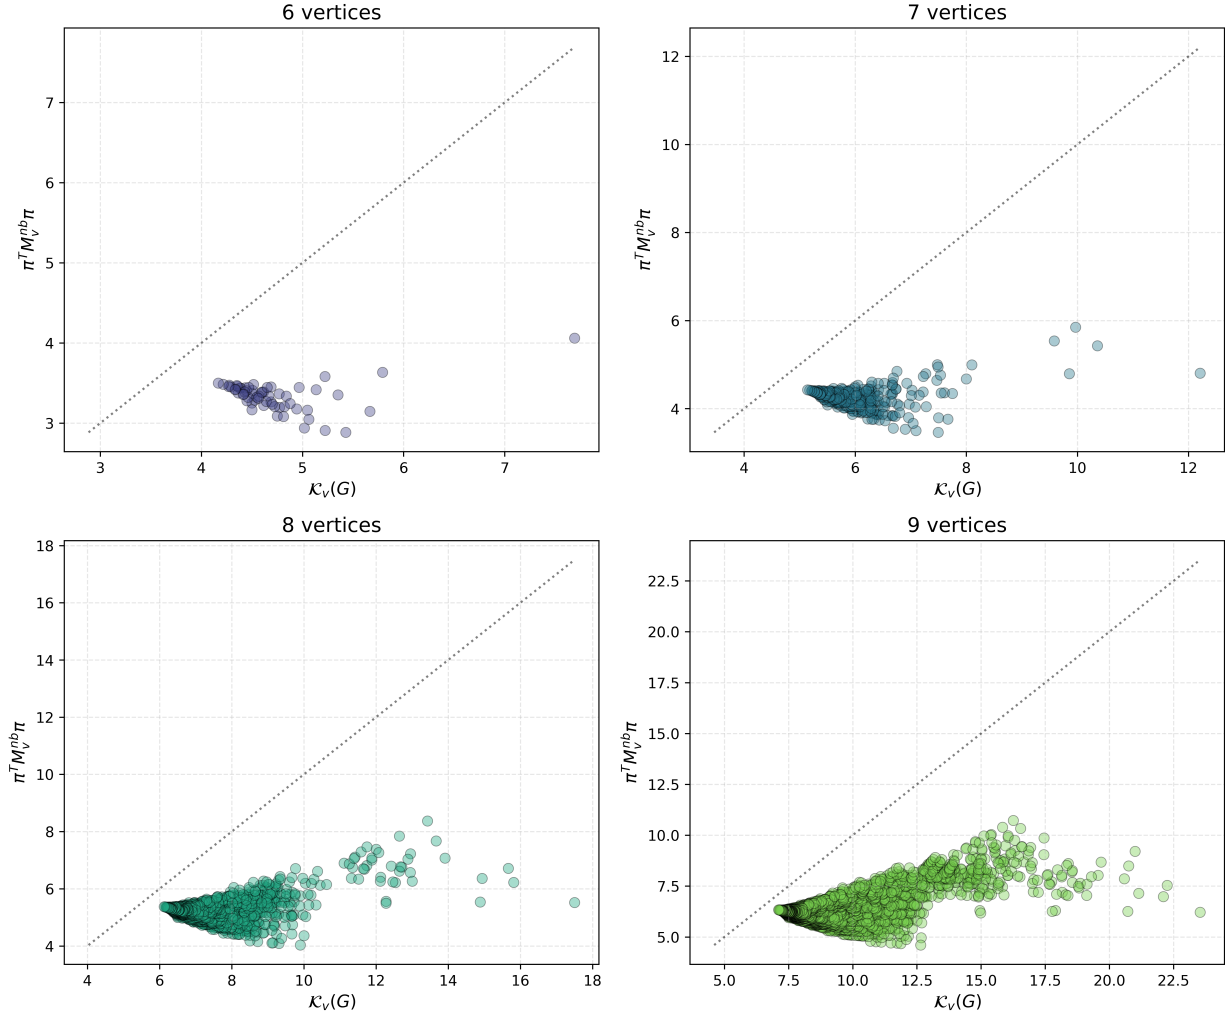 6 vertices
7
6
5
4
3
π^T M_v^{nb} π
3 4 5 6 7
𝒦_v(G)
7 vertices
12
10
8
6
4
π^T M_v^{nb} π
4 6 8 10 12
𝒦_v(G)
8 vertices
18
16
14
12
10
8
6
4
π^T M_v^{nb} π
4 6 8 10 12 14 16 18
𝒦_v(G)
9 vertices
22.5
20.0
17.5
15.0
12.5
10.0
7.5
5.0
π^T M_v^{nb} π
5.0 7.5 10.0 12.5 15.0 17.5 20.0 22.5
𝒦_v(G)